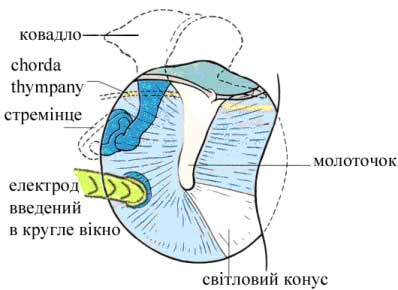 ковадло
chorda
thympany
стремінце
молоточок
електрод
введений
в кругле вікно
світловий конус